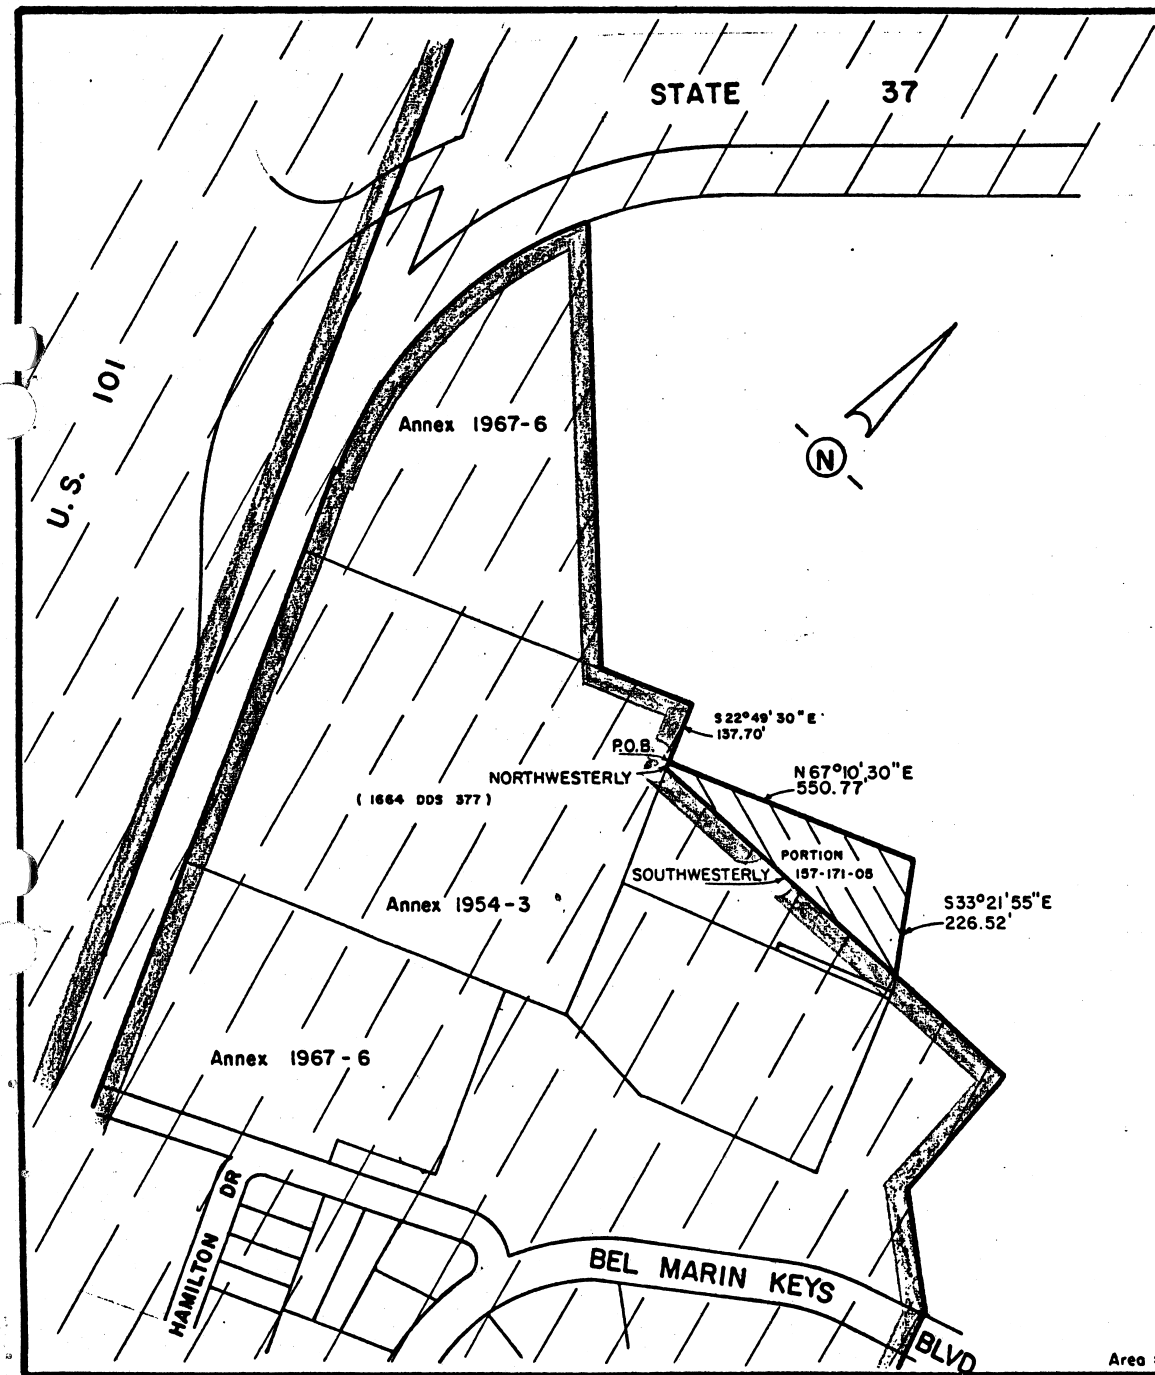 STATE 37
U.S. 101
Annex 1967-6
N
S22°49'30"E
137.70'
P.O.B.
NORTHWESTERLY
N67°10'30"E
550.77'
( 1664 DDS 377 )
PORTION
157-171-05
SOUTHWESTERLY
Annex 1954-3
S33°21'55"E
226.52'
Annex 1967-6
HAMILTON DR
BEL MARIN KEYS
BLVD
Area